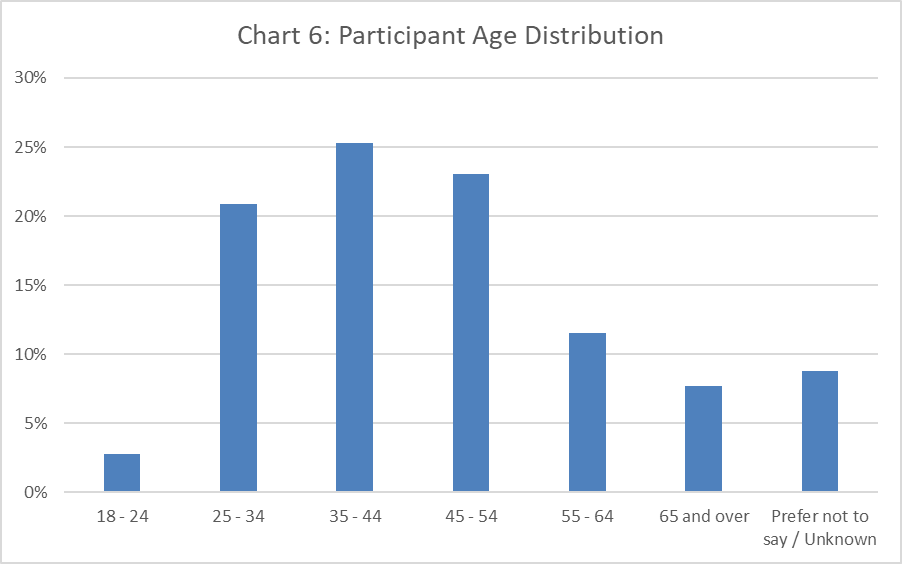 Chart 6: Participant Age Distribution
30%
25%
20%
15%
10%
5%
0%
18 - 24
25 - 34
35 - 44
45 - 54
55 - 64
65 and over
Prefer not to
say / Unknown